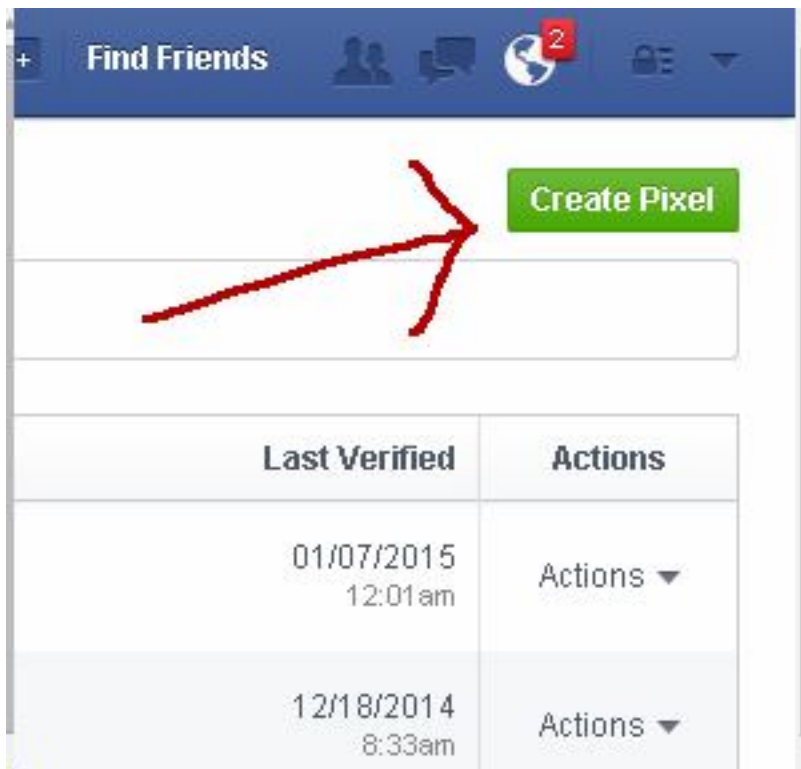 + Find Friends 2
Create Pixel
Last Verified Actions
01/07/2015
12:01am
Actions
12/18/2014
8:33am
Actions